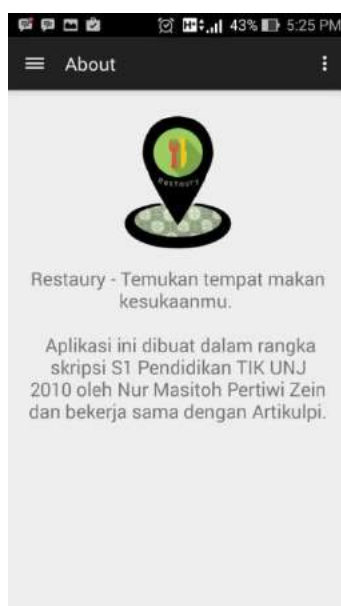 43% 5:25 PM
About
Restaury
Restaury - Temukan tempat makan
kesukaanmu.
Aplikasi ini dibuat dalam rangka
skripsi S1 Pendidikan TIK UNJ
2010 oleh Nur Masitoh Pertiwi Zein
dan bekerja sama dengan Artikulpi.